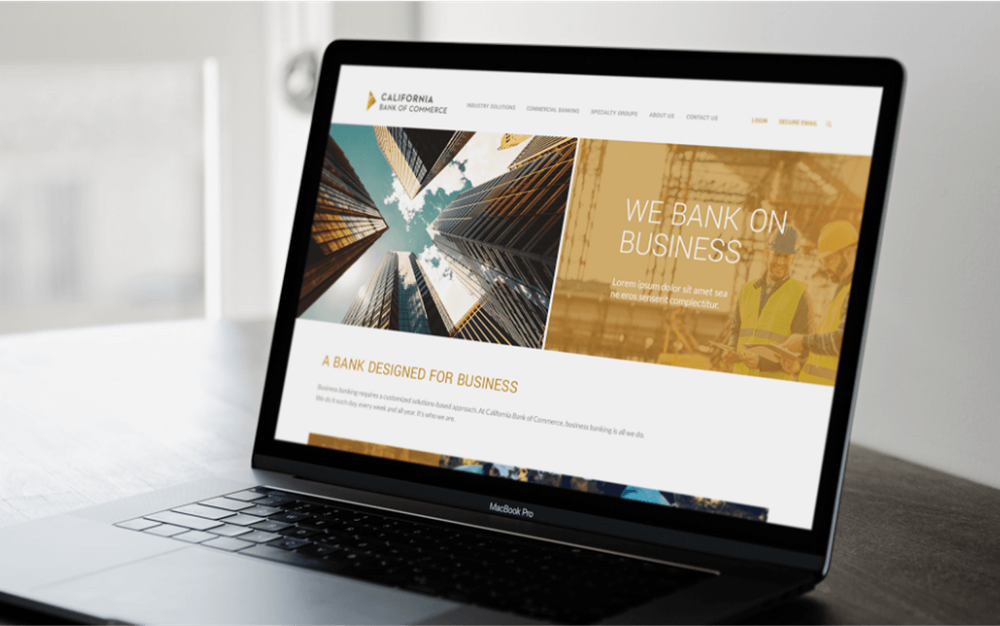 CALIFORNIA
BANK OF COMMERCE
INDUSTRY SOLUTIONS COMMERCIAL BANKING SPECIALTY GROUPS ABOUT US CONTACT US
LOGIN SECURE EMAIL
WE BANK ON
BUSINESS
Lorem ipsum dolor sit amet sea
ne eros senserit complectitur.
A BANK DESIGNED FOR BUSINESS
Business banking requires a customized solutions-based approach. At California Bank of Commerce, business banking is all we do.
We do it such day, every week and all year. It's who we are.
MacBook Pro